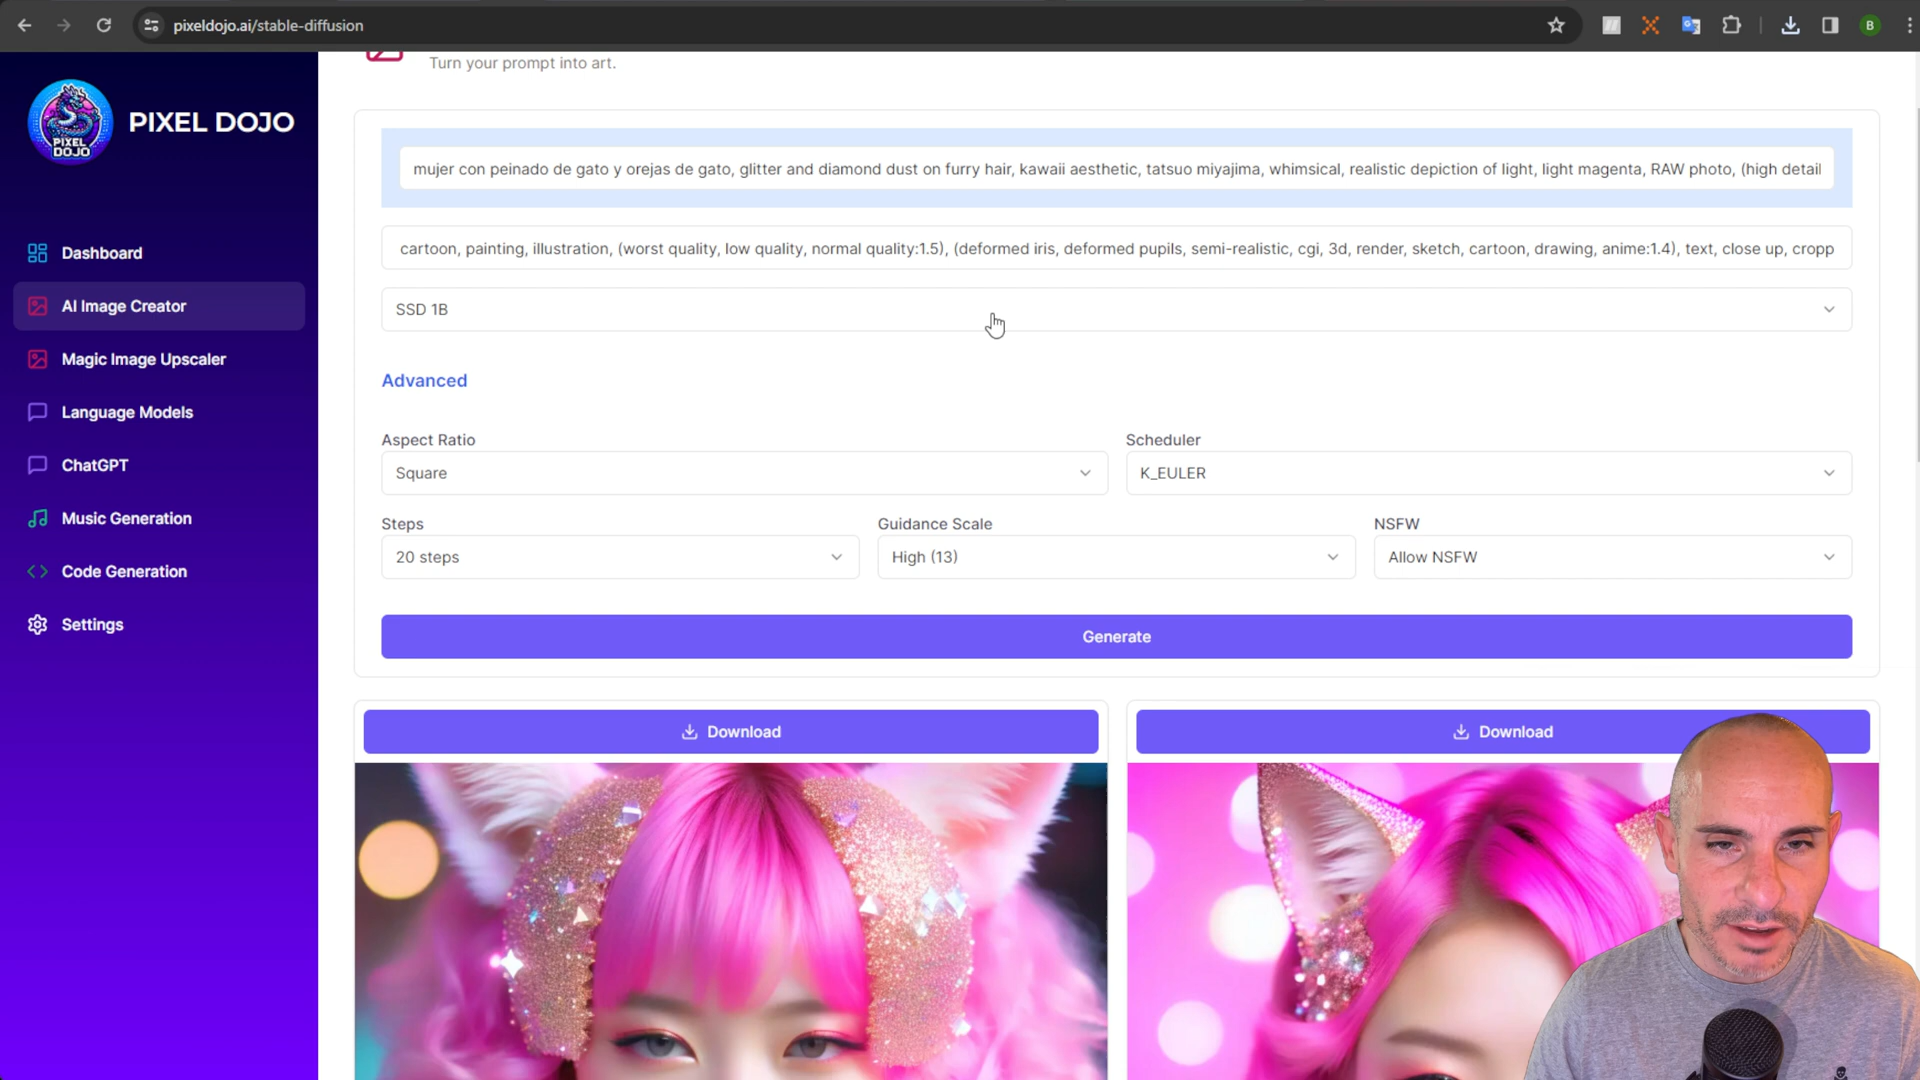 pixeldojo.ai/stable-diffusion
B
PIXEL DOJO
PIXEL DOJO
Dashboard
AI Image Creator
Magic Image Upscaler
Language Models
ChatGPT
Music Generation
Code Generation
Settings
Turn your prompt into art.
mujer con peinado de gato y orejas de gato, glitter and diamond dust on furry hair, kawaii aesthetic, tatsuo miyajima, whimsical, realistic depiction of light, light magenta, RAW photo, (high detail
cartoon, painting, illustration, (worst quality, low quality, normal quality:1.5), (deformed iris, deformed pupils, semi-realistic, cgi, 3d, render, sketch, cartoon, drawing, anime:1.4), text, close up, cropp
SSD 1B
Advanced
Aspect Ratio
Scheduler
Square
K_EULER
Steps
Guidance Scale
NSFW
20 steps
High (13)
Allow NSFW
Generate
Download
Download